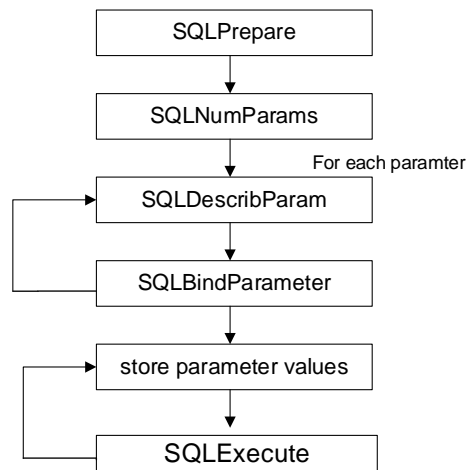 SQLPrepare
SQLNumParams
For each paramter
SQLDescribParam
SQLBindParameter
store parameter values
SQLExecute